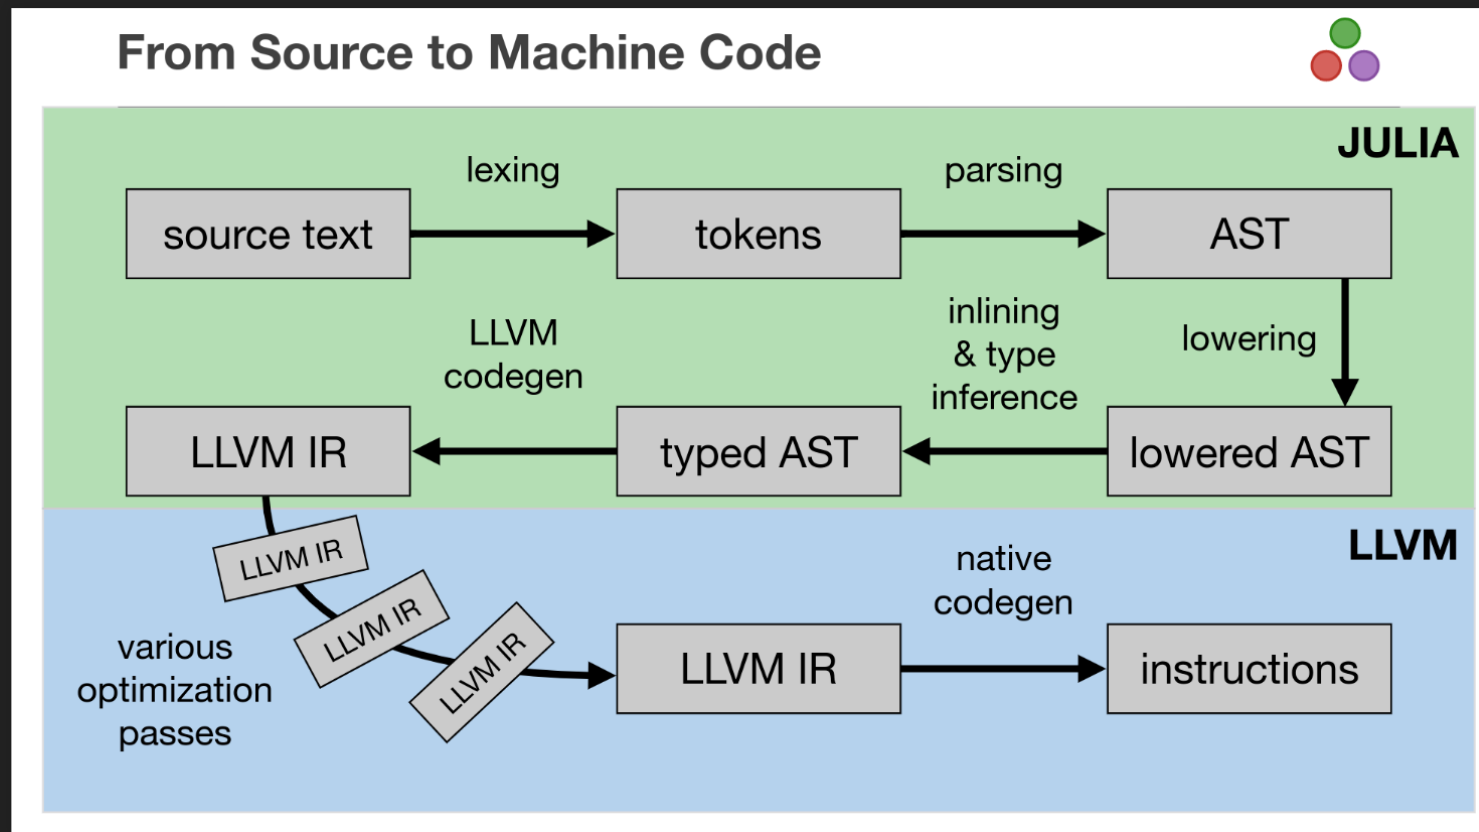 From Source to Machine Code
JULIA
lexing
parsing
source text
tokens
AST
LLVM
codegen
inlining
& type
inference
lowering
LLVM IR
typed AST
lowered AST
LLVM
LLVM IR
LLVM IR
LLVM IR
various
optimization
passes
native
codegen
LLVM IR
instructions